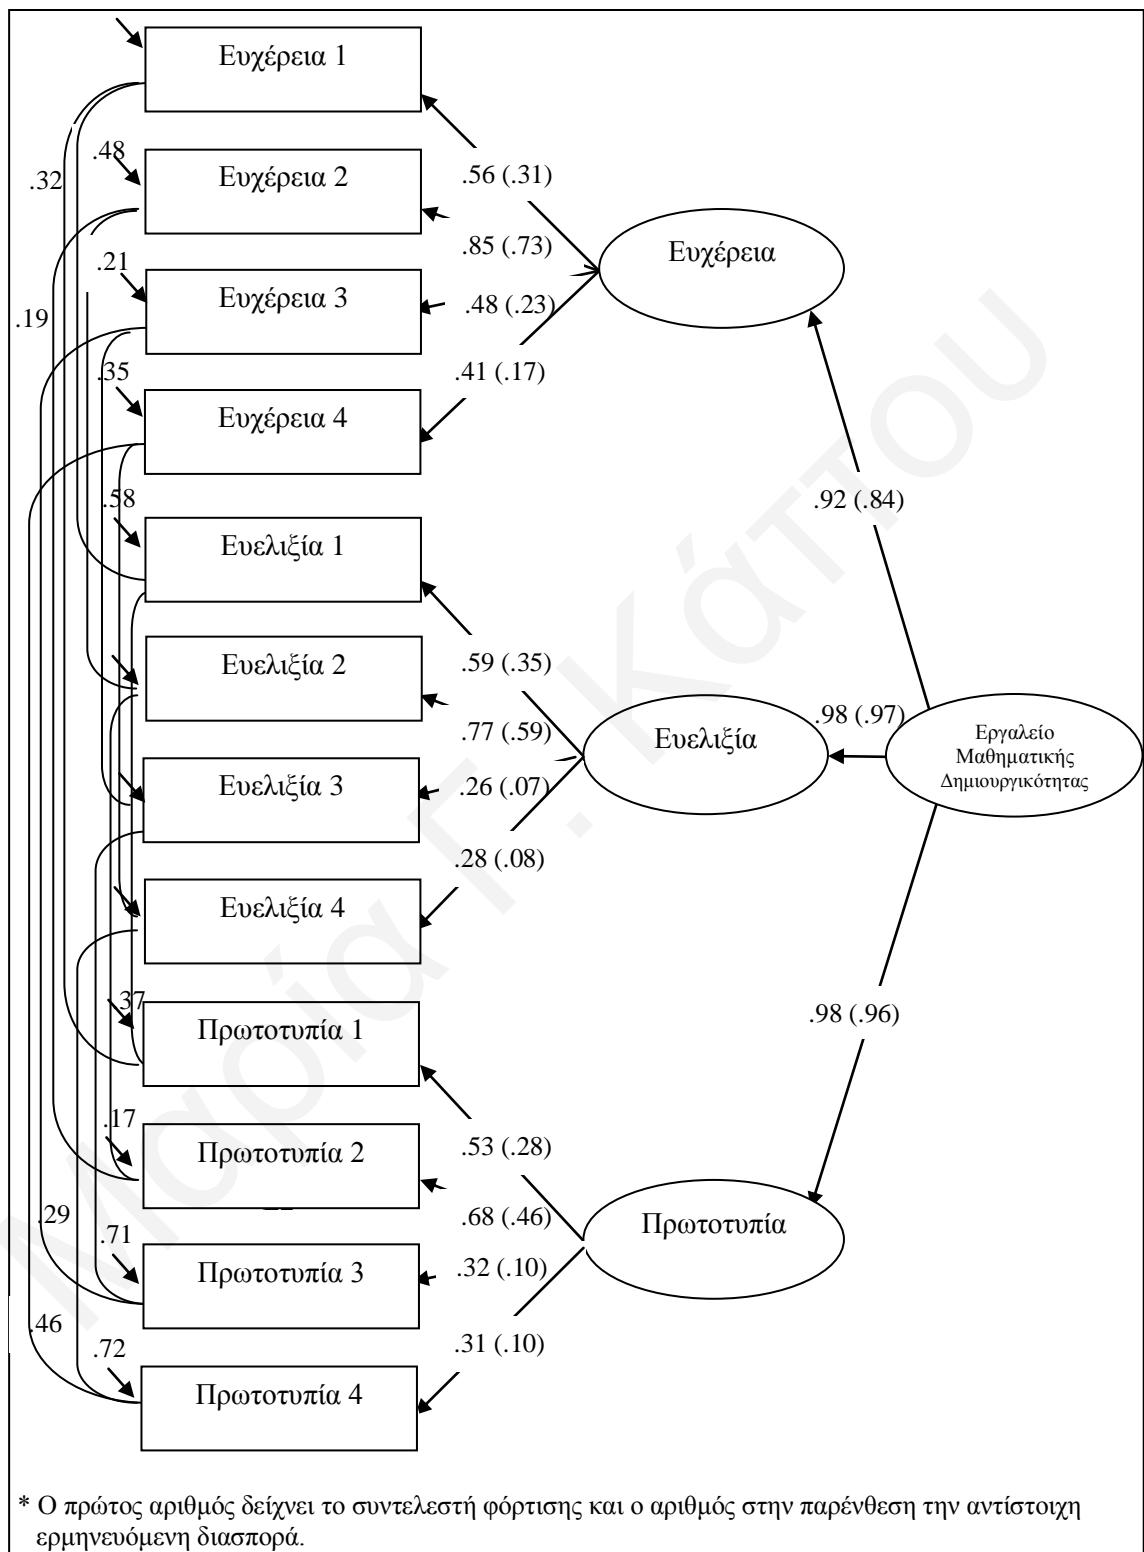 Ευχέρεια 1
.48
Ευχέρεια 2
.32
.56 (.31)
.85 (.73)
Ευχέρεια
.21
Ευχέρεια 3
.48 (.23)
.19
.35
.41 (.17)
Ευχέρεια 4
.58
.92 (.84)
Ευελιξία 1
Ευελιξία 2
.59 (.35)
.77 (.59)
Ευελιξία
.98 (.97)
Εργαλείο
Μαθηματικής
Δημιουργικότητας
Ευελιξία 3
.26 (.07)
.28 (.08)
Ευελιξία 4
.37
Πρωτοτυπία 1
.98 (.96)
.17
Πρωτοτυπία 2
.53 (.28)
.29
.68 (.46)
Πρωτοτυπία
.71
Πρωτοτυπία 3
.32 (.10)
.46
.72
.31 (.10)
Πρωτοτυπία 4
* Ο πρώτος αριθμός δείχνει το συντελεστή φόρτισης και ο αριθμός στην παρένθεση την αντίστοιχη
ερμηνευόμενη διασπορά.
Μαρία Γ. Κάττου